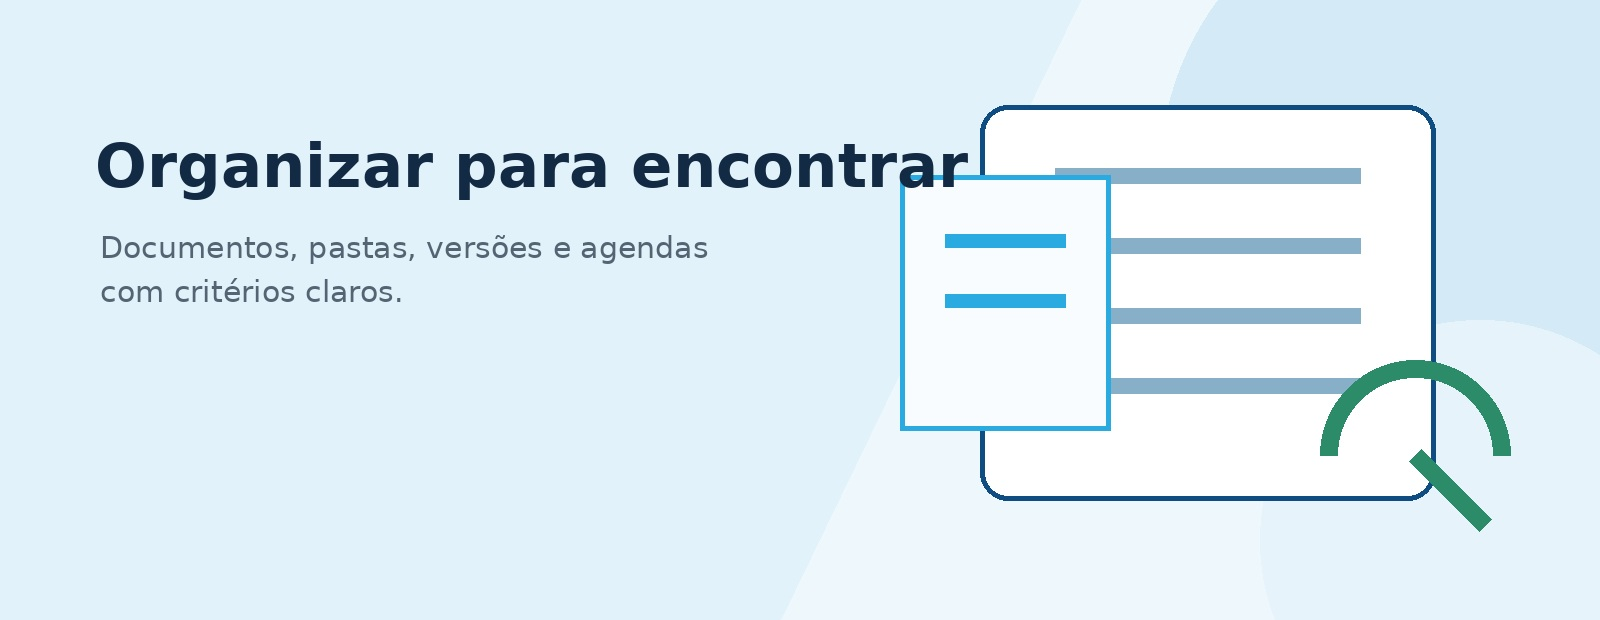 Organizar para encontrar
Documentos, pastas, versões e agendas
com critérios claros.